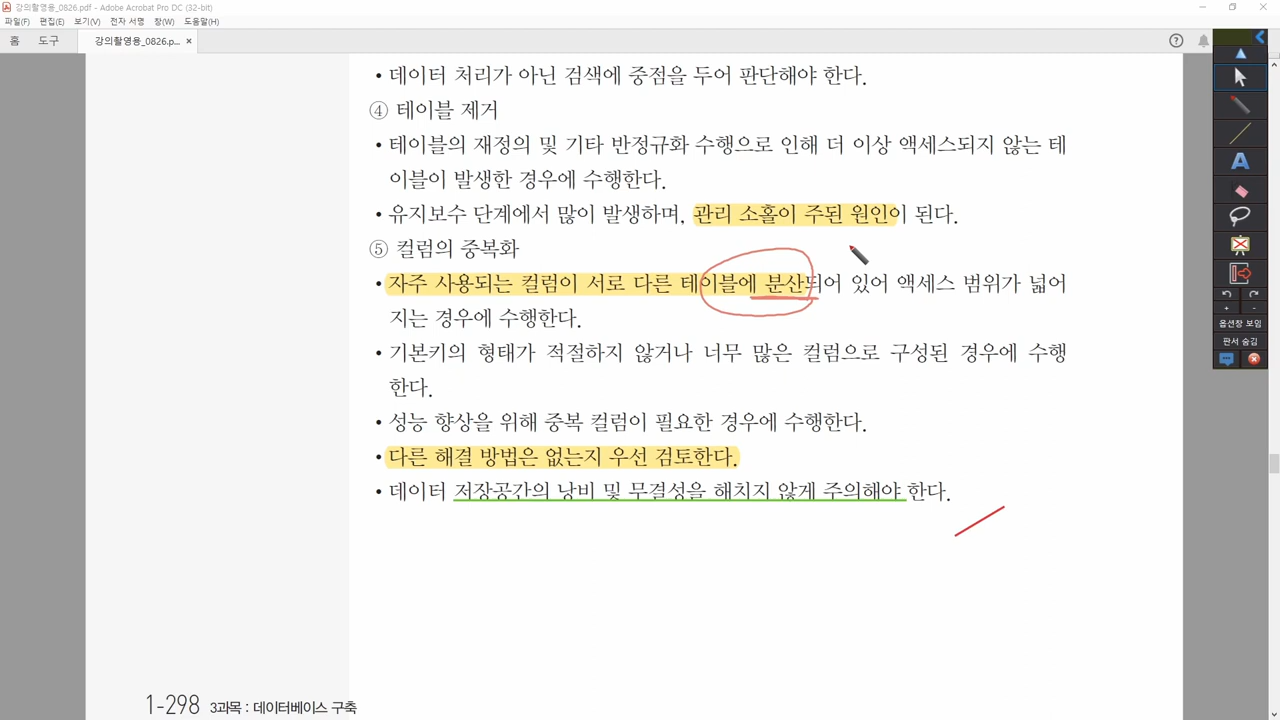 강의촬영용_0826.pdf - Adobe Acrobat Pro DC (32-bit)
파일(F) 편집(E) 보기(V) 전자 서명 창(W) 도움말(H)
홈 도구 강의촬영용_0826.p... ×
• 데이터 처리가 아닌 검색에 중점을 두어 판단해야 한다.
④ 테이블 제거
• 테이블의 재정의 및 기타 반정규화 수행으로 인해 더 이상 액세스되지 않는 테
이블이 발생한 경우에 수행한다.
• 유지보수 단계에서 많이 발생하며, 관리 소홀이 주된 원인이 된다.
⑤ 컬럼의 중복화
• 자주 사용되는 컬럼이 서로 다른 테이블에 분산되어 있어 액세스 범위가 넓어
지는 경우에 수행한다.
• 기본키의 형태가 적절하지 않거나 너무 많은 컬럼으로 구성된 경우에 수행
한다.
• 성능 향상을 위해 중복 컬럼이 필요한 경우에 수행한다.
• 다른 해결 방법은 없는지 우선 검토한다.
• 데이터 저장공간의 낭비 및 무결성을 해치지 않게 주의해야 한다.
1-298 3과목 : 데이터베이스 구축
A
+ -
옵션창 보임
판서 숨김